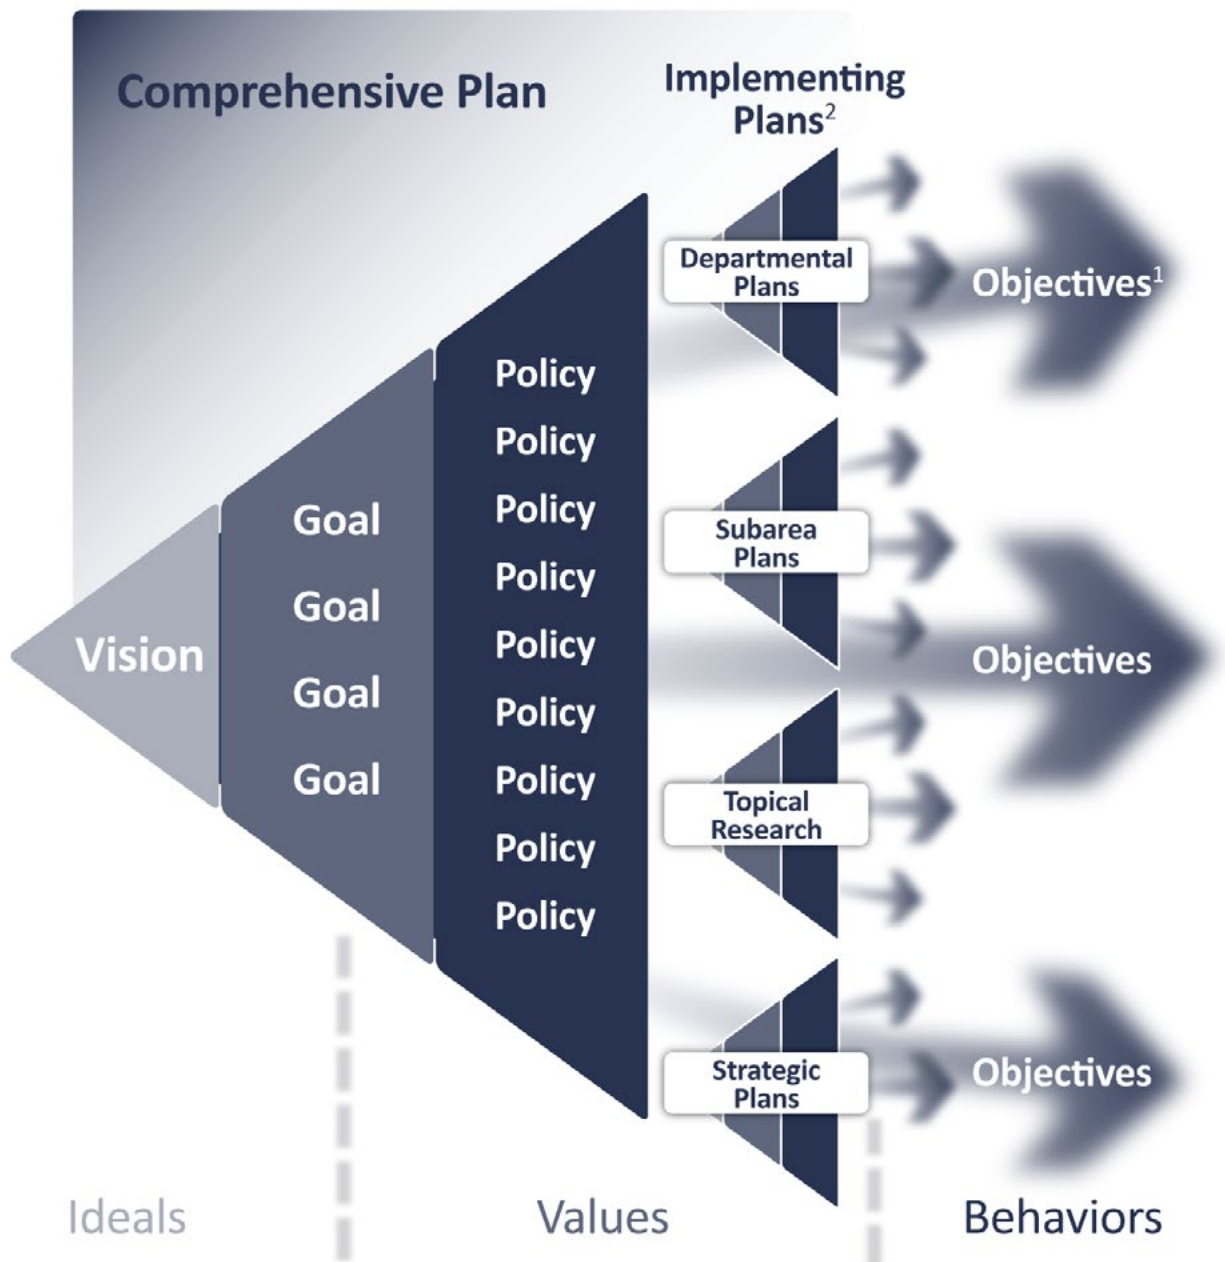 Comprehensive Plan
Implementing
Plans²
Vision
Goal
Goal
Goal
Goal
Policy
Policy
Policy
Policy
Policy
Policy
Policy
Policy
Policy
Departmental
Plans
Subarea
Plans
Topical
Research
Strategic
Plans
Objectives¹
Objectives
Objectives
Ideals
Values
Behaviors